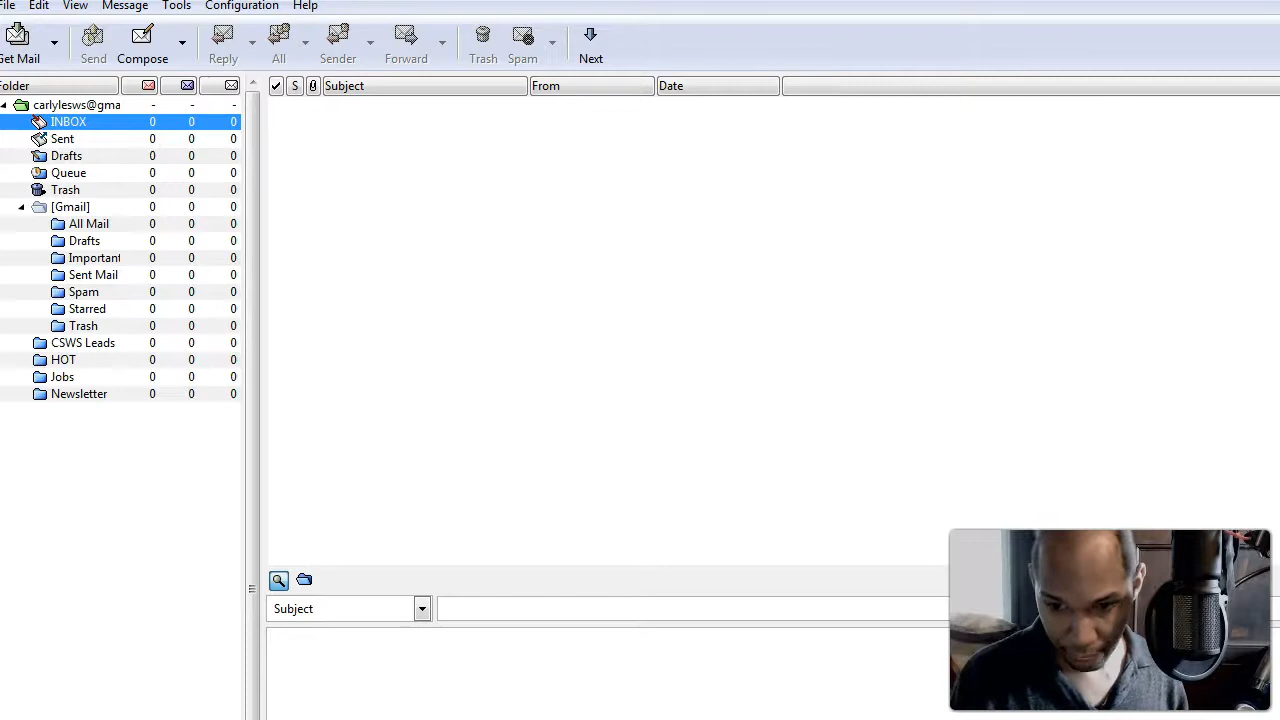 File Edit View Message Tools Configuration Help
Get Mail Send Compose Reply All Sender Forward Trash Spam Next
Folder S Subject From Date
carlylesws@gma - - -
INBOX 0 0 0
Sent 0 0 0
Drafts 0 0 0
Queue 0 0 0
Trash 0 0 0
[Gmail] 0 0 0
All Mail 0 0 0
Drafts 0 0 0
Important 0 0 0
Sent Mail 0 0 0
Spam 0 0 0
Starred 0 0 0
Trash 0 0 0
CSWS Leads 0 0 0
HOT 0 0 0
Jobs 0 0 0
Newsletter 0 0 0
Subject